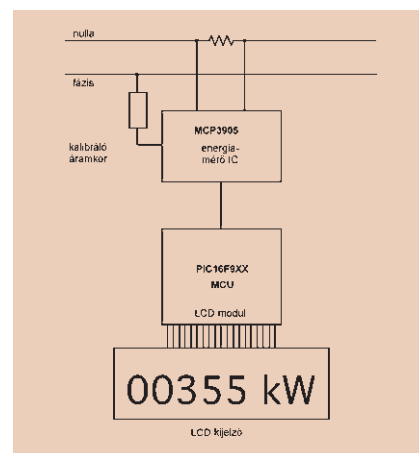 nulla
fázis
kalibráló
áramkör
MCP3905
energia-
mérő IC
PIC16F9XX
MCU
LCD modul
00355 kW
LCD kijelző